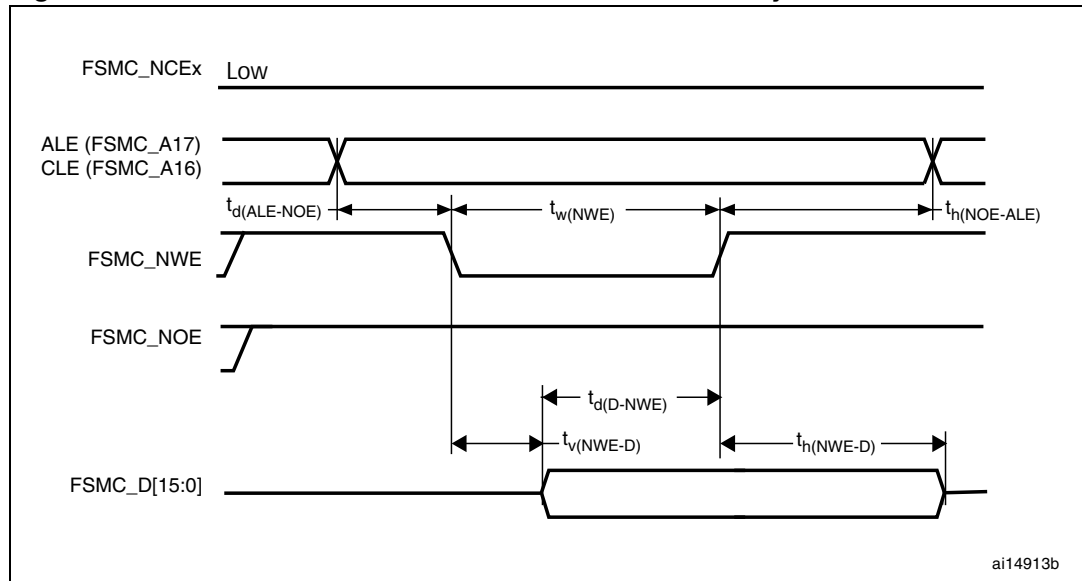 FSMC_NCEx
Low
ALE (FSMC_A17)
CLE (FSMC_A16)
td(ALE-NOE)
tw(NWE)
th(NOE-ALE)
FSMC_NWE
FSMC_NOE
td(D-NWE)
tv(NWE-D)
th(NWE-D)
FSMC_D[15:0]
ai14913b